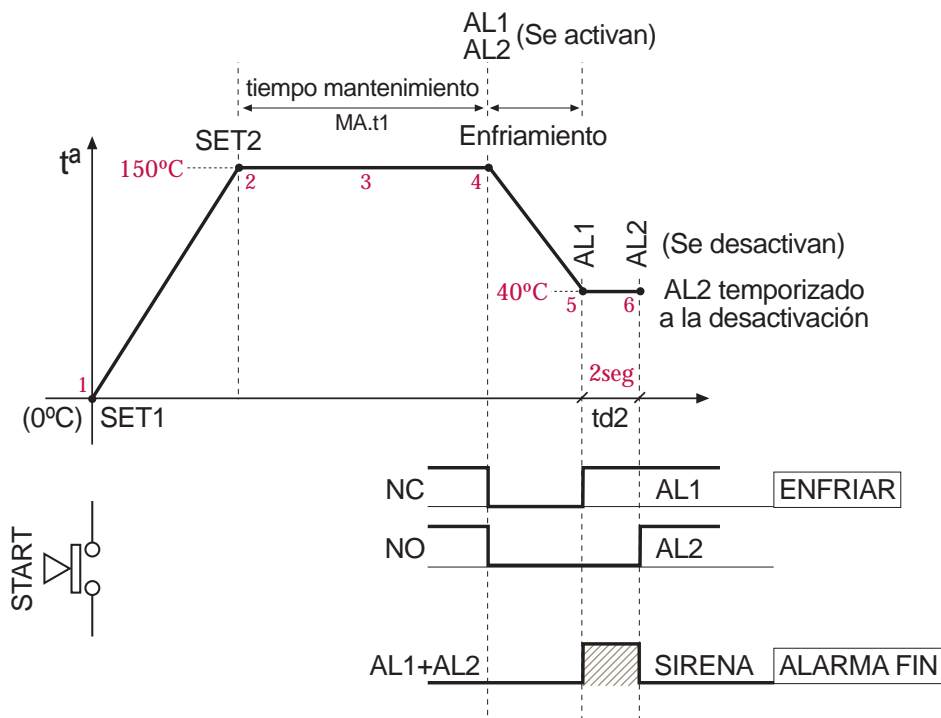 AL1
AL2 (Se activan)
tiempo mantenimiento
MA.t1
Enfriamiento
SET2
tª
150ºC
2
3
4
AL1
AL2
(Se desactivan)
40ºC
5
6
AL2 temporizado
a la desactivación
1
2seg
(0ºC)
SET1
td2
NC
AL1
ENFRIAR
NO
AL2
START
AL1+AL2
SIRENA
ALARMA FIN